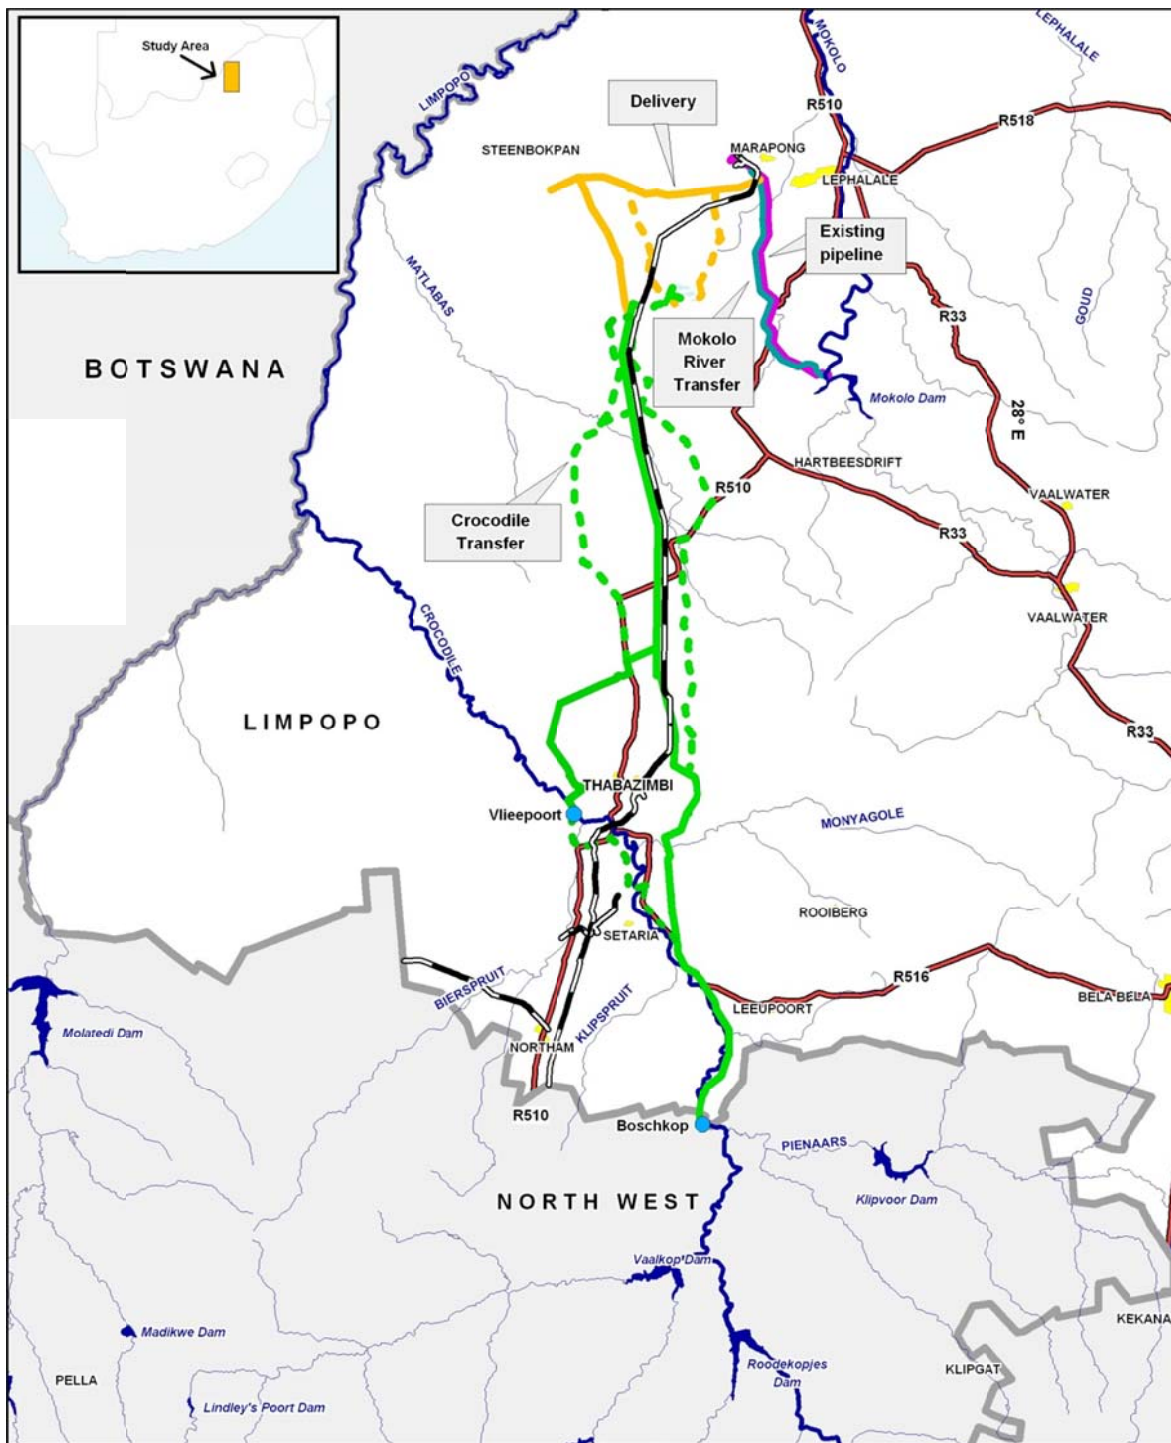 Study Area
LIMPOPO
MOKOLO
LEPHALALE
R510
R518
Delivery
STEENBOKPAN
MARAPONG
LEPHALALE
Existing
pipeline
MATLABAS
GOUD
R33
Mokolo
River
Transfer
BOTSWANA
Mokolo Dam
28° E
HARTBEESDRIFT
R510
VAALWATER
Crocodile
Transfer
R33
CROCODILE
VAALWATER
LIMPOPO
R33
THABAZIMBI
Vlieepoort
MONYAGOLE
ROOIBERG
SETARIA
R516
BIERSPRUIT
KLIPSPRUIT
LEEUPOORT
BELA BELA
Molatedi Dam
NORTHAM
R510
Boschkop
PIENAARS
NORTH WEST
Klipvoor Dam
Vaalkop Dam
KEKANA
Madikwe Dam
Roodekopjes
Dam
KLIPGAT
PELLA
Lindley's Poort Dam